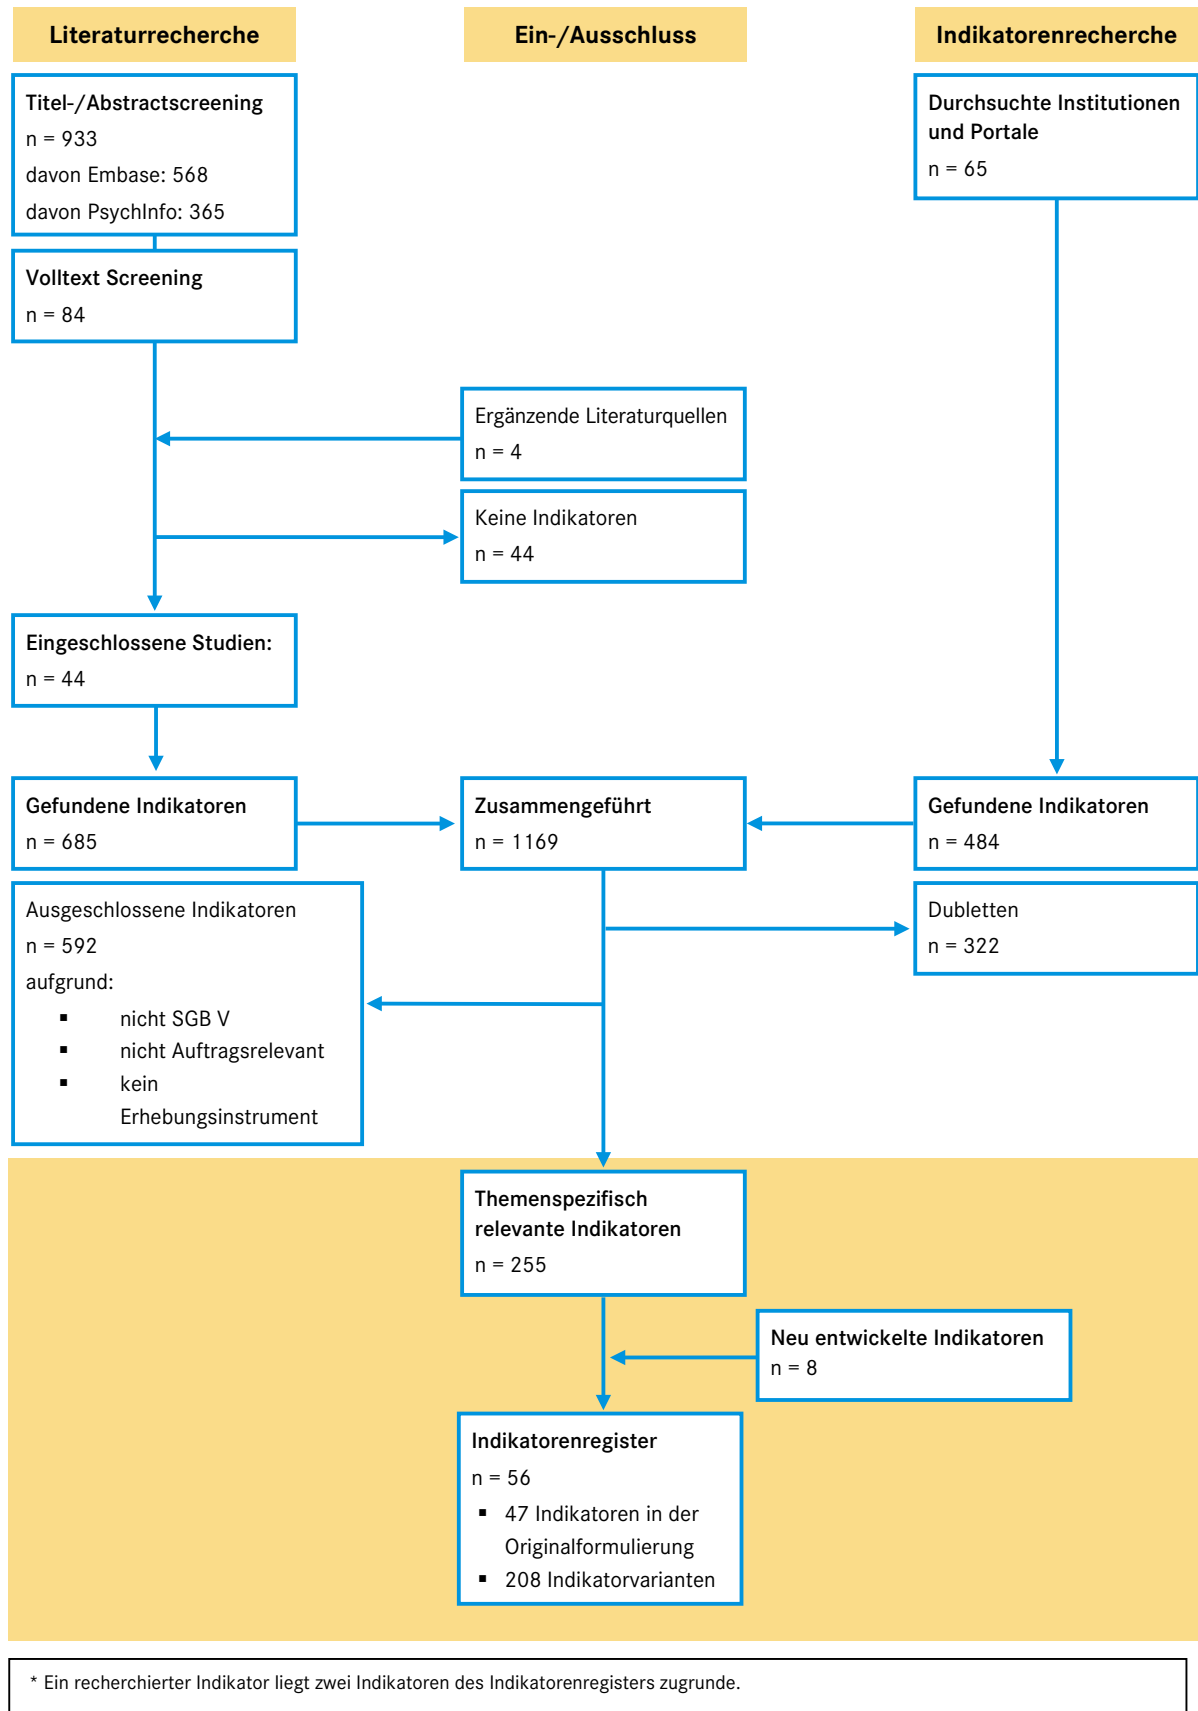 Literaturrecherche
Ein-/Ausschluss
Indikatorenrecherche
Titel-/Abstractscreening
n = 933
davon Embase: 568
davon PsychInfo: 365
Durchsuchte Institutionen
und Portale
n = 65
Volltext Screening
n = 84
Ergänzende Literaturquellen
n = 4
Keine Indikatoren
n = 44
Eingeschlossene Studien:
n = 44
Gefundene Indikatoren
n = 685
Zusammengeführt
n = 1169
Gefundene Indikatoren
n = 484
Ausgeschlossene Indikatoren
n = 592
aufgrund:
▪ nicht SGB V
▪ nicht Auftragsrelevant
▪ kein
Erhebungsinstrument
Dubletten
n = 322
Themenspezifisch
relevante Indikatoren
n = 255
Neu entwickelte Indikatoren
n = 8
Indikatorenregister
n = 56
▪ 47 Indikatoren in der
Originalformulierung
▪ 208 Indikatorvarianten
* Ein recherchierter Indikator liegt zwei Indikatoren des Indikatorenregisters zugrunde.